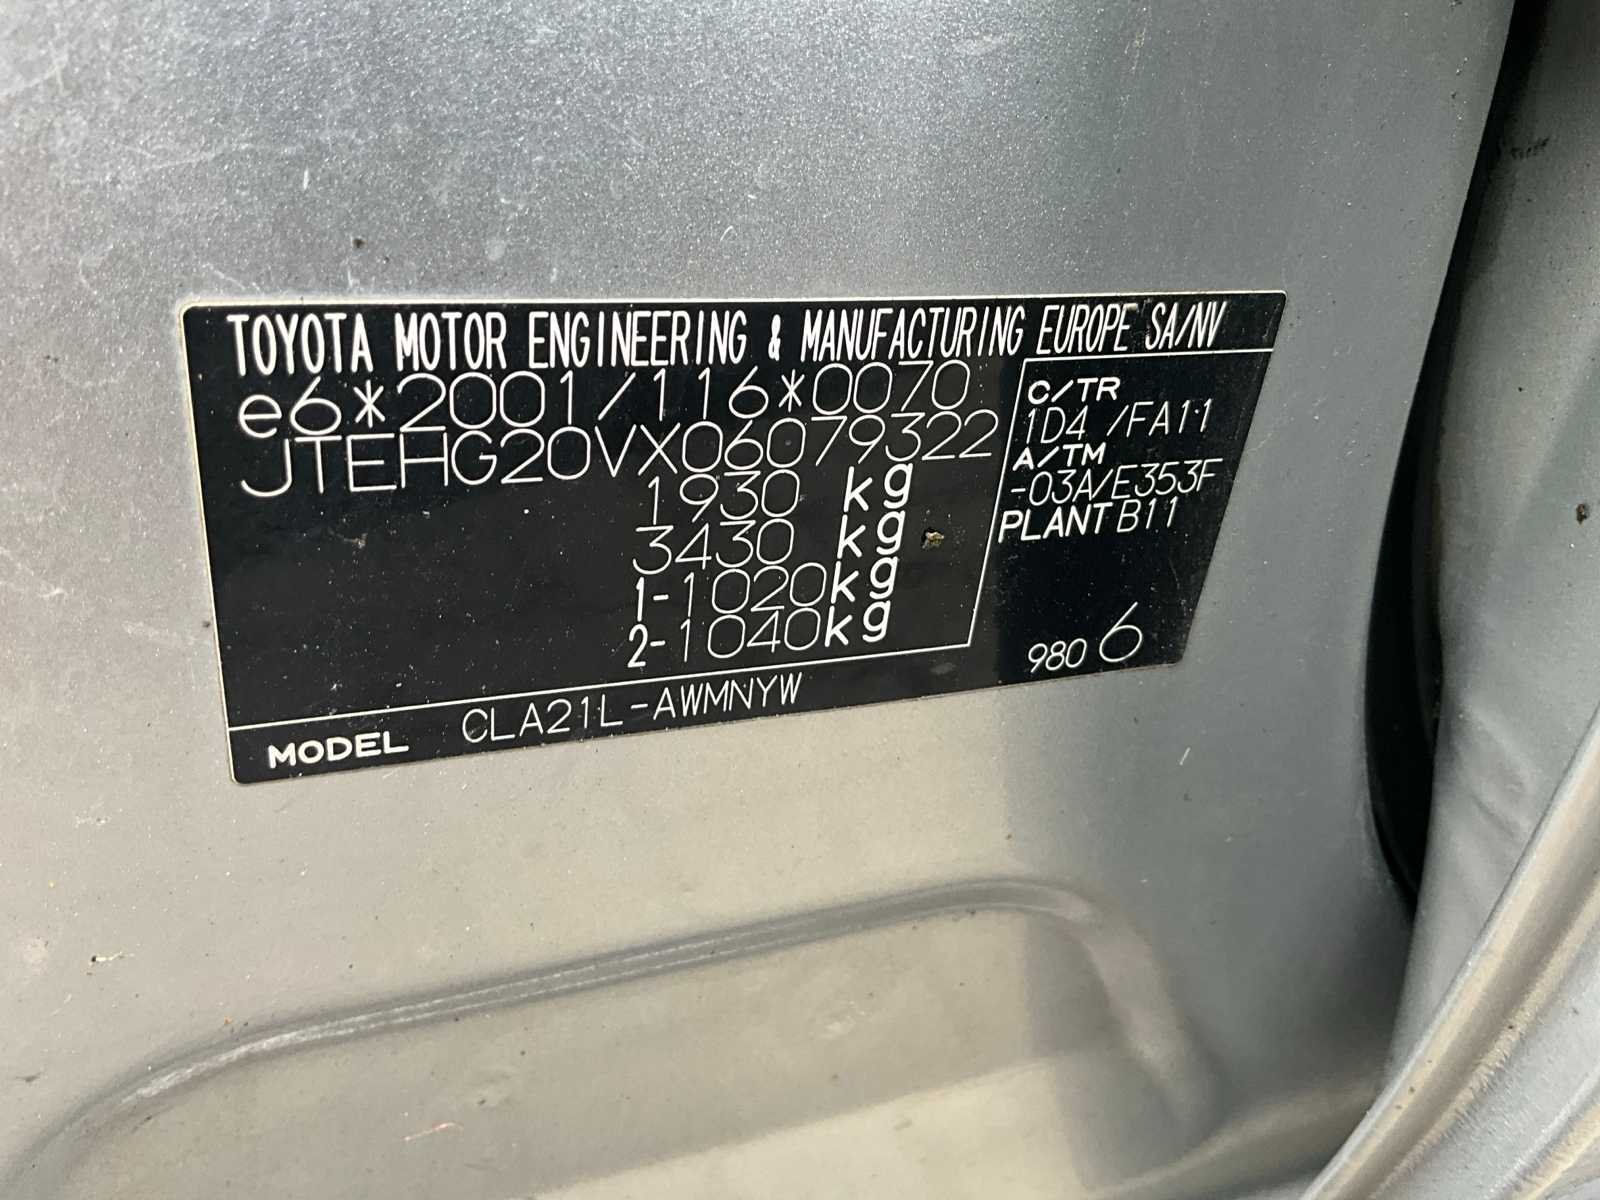 TOYOTA MOTOR ENGINEERING & MANUFACTURING EUROPE SA/NV
e6*2001/116*0070
JTEHG20VX06079322
1930 kg
3430 kg
1-1020kg
2-1040kg
C/TR
1D4 /FA11
A/TM
-03A/E353F
PLANT B11
980 6
MODEL CLA21L-AWMNYW